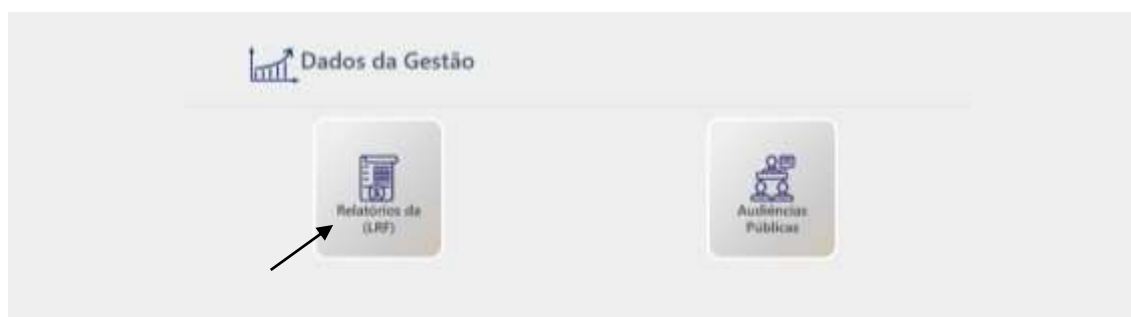 Dados da Gestão
Relatórios da
(LRF)
Audiências
Públicas